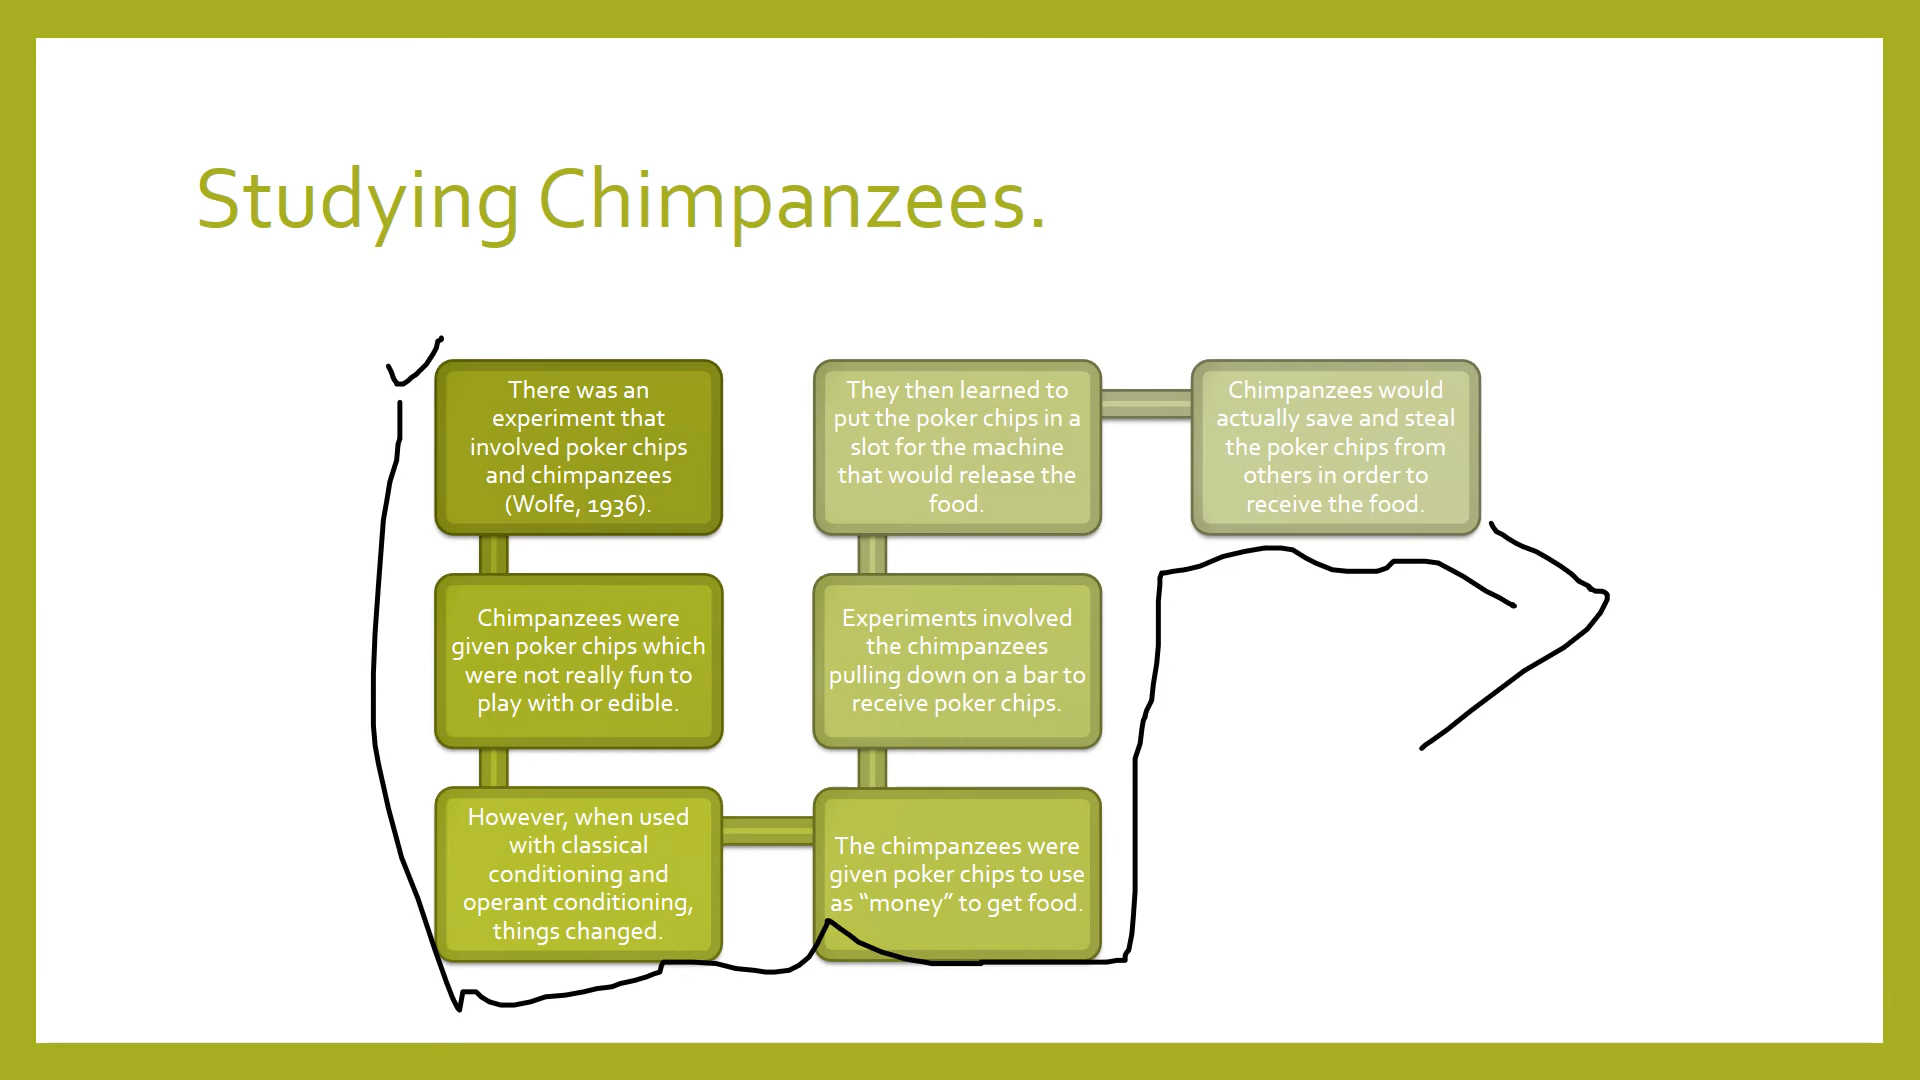 Studying Chimpanzees.
There was an
experiment that
involved poker chips
and chimpanzees
(Wolfe, 1936).
Chimpanzees were
given poker chips which
were not really fun to
play with or edible.
However, when used
with classical
conditioning and
operant conditioning,
things changed.
The chimpanzees were
given poker chips to use
as “money” to get food.
Experiments involved
the chimpanzees
pulling down on a bar to
receive poker chips.
They then learned to
put the poker chips in a
slot for the machine
that would release the
food.
Chimpanzees would
actually save and steal
the poker chips from
others in order to
receive the food.